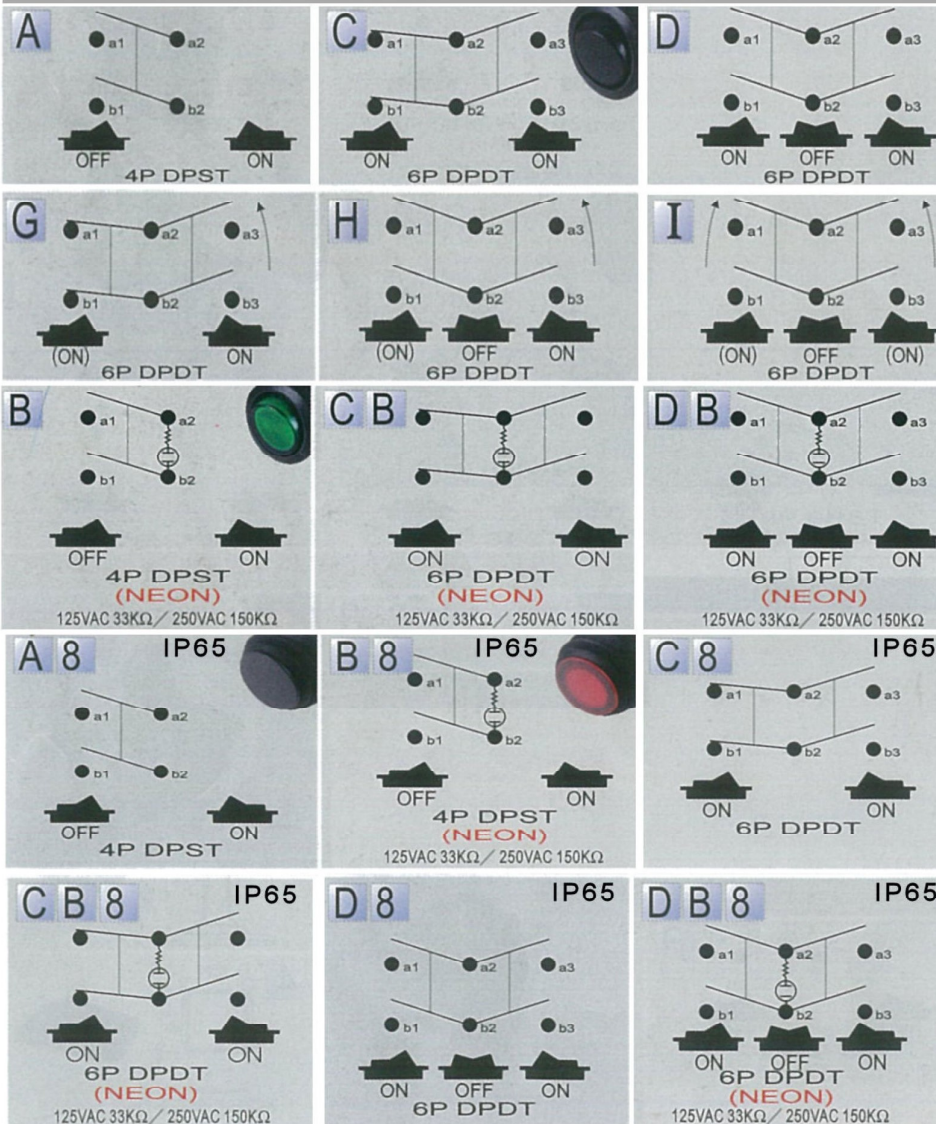 A
a1 a2
b1 b2
OFF ON
4P DPST
C
a1 a2 a3
b1 b2 b3
ON ON
6P DPDT
D
a1 a2 a3
b1 b2 b3
ON OFF ON
6P DPDT
G
a1 a2 a3
b1 b2 b3
(ON) ON
6P DPDT
H
a1 a2 a3
b1 b2 b3
(ON) OFF ON
6P DPDT
I
a1 a2 a3
b1 b2 b3
(ON) OFF (ON)
6P DPDT
B
a1 a2
b1 b2
OFF ON
4P DPST
(NEON)
125VAC 33KΩ/250VAC 150KΩ
C B
ON ON
6P DPDT
(NEON)
125VAC 33KΩ/250VAC 150KΩ
D B
a1 a2 a3
b1 b2 b3
ON OFF ON
6P DPDT
(NEON)
125VAC 33KΩ/250VAC 150KΩ
A 8 IP65
a1 a2
b1 b2
OFF ON
4P DPST
B 8 IP65
a1 a2
b1 b2
OFF ON
4P DPST
(NEON)
125VAC 33KΩ/250VAC 150KΩ
C 8 IP65
a1 a2 a3
b1 b2 b3
ON ON
6P DPDT
C B 8 IP65
ON ON
6P DPDT
(NEON)
125VAC 33KΩ/250VAC 150KΩ
D 8 IP65
a1 a2 a3
b1 b2 b3
ON OFF ON
6P DPDT
D B 8 IP65
a1 a2 a3
b1 b2 b3
ON OFF ON
6P DPDT
(NEON)
125VAC 33KΩ/250VAC 150KΩ